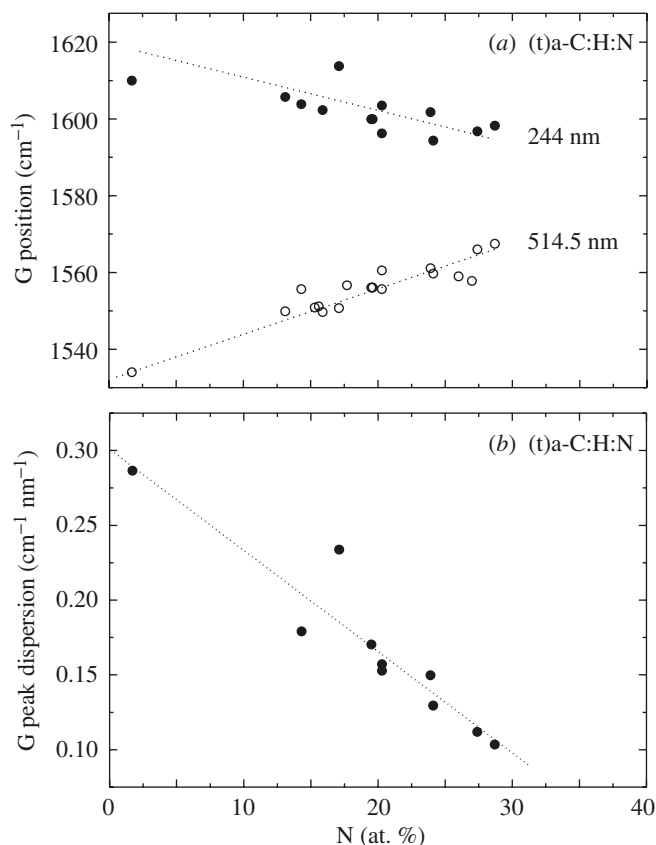 (a) (t)a-C:H:N
1620
1600
1580
1560
1540
G position (cm⁻¹)
244 nm
514.5 nm
(b) (t)a-C:H:N
0.30
0.25
0.20
0.15
0.10
G peak dispersion (cm⁻¹ nm⁻¹)
0 10 20 30 40
N (at. %)